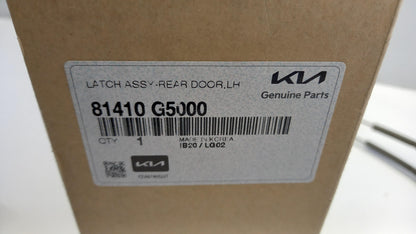 LATCH ASSY-REAR DOOR,LH
KIA
Genuine Parts
81410 G5000
QTY 1
MADE IN KOREA
IB20 / LG02
KIA